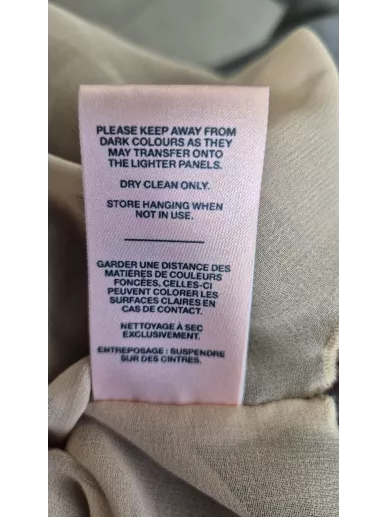 PLEASE KEEP AWAY FROM
DARK COLOURS AS THEY
MAY TRANSFER ONTO
THE LIGHTER PANELS.
DRY CLEAN ONLY.
STORE HANGING WHEN
NOT IN USE.
GARDER UNE DISTANCE DES
MATIÈRES DE COULEURS
FONCÉES, CELLES-CI
PEUVENT COLORER LES
SURFACES CLAIRES EN
CAS DE CONTACT.
NETTOYAGE À SEC
EXCLUSIVEMENT.
ENTREPOSAGE : SUSPENDRE
SUR DES CINTRES.